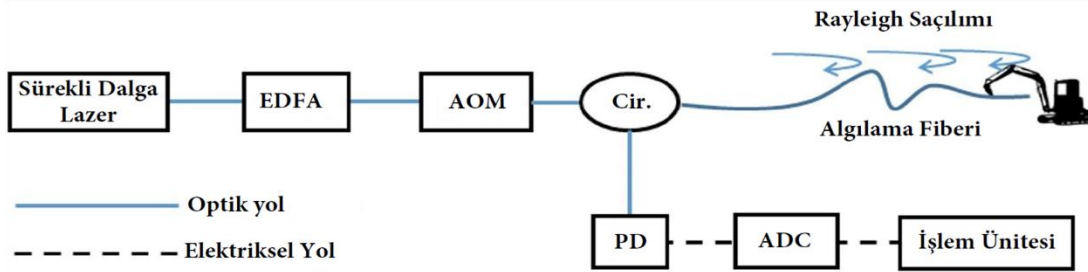 Rayleigh Saçılımı
Sürekli Dalga
Lazer
EDFA
AOM
Cir.
Algılama Fiberi
Optik yol
Elektriksel Yol
PD
ADC
İşlem Ünitesi